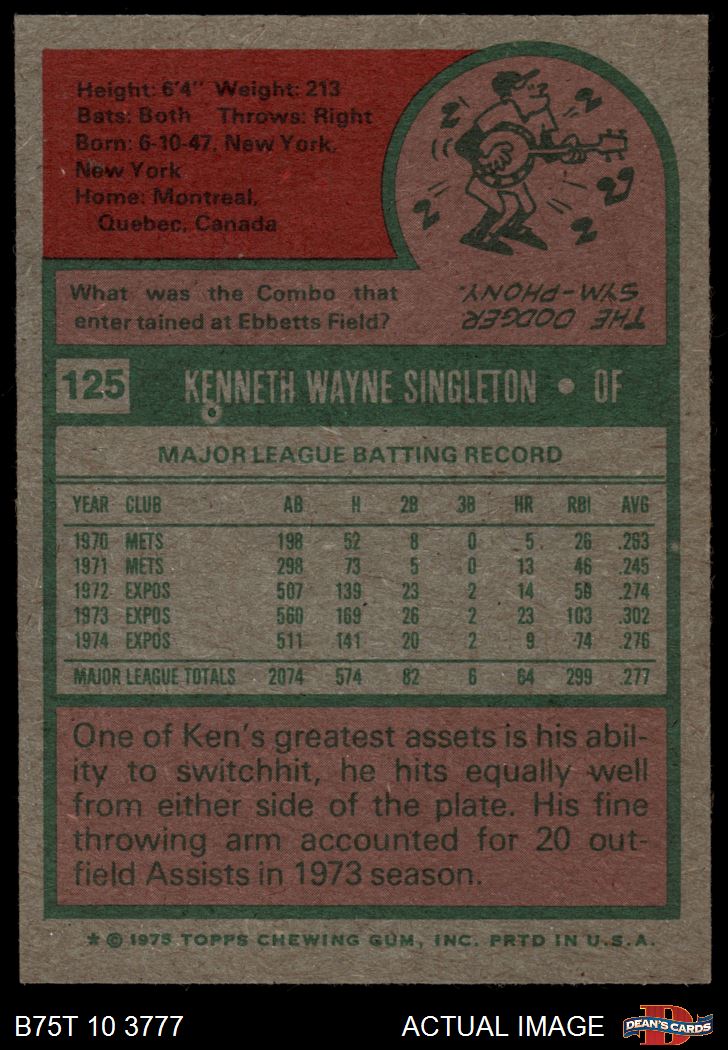 Height: 6'4" Weight: 213
Bats: Both Throws: Right
Born: 6-10-47, New York,
New York
Home: Montreal,
Quebec, Canada
2 2 2 2 2
What was the Combo that
entertained at Ebbetts Field?
THE DODGER
SYM-PHONY.
125 KENNETH WAYNE SINGLETON • OF
MAJOR LEAGUE BATTING RECORD
YEAR CLUB AB H 2B 3B HR RBI AVG
1970 METS 198 52 8 0 5 26 .263
1971 METS 298 73 5 0 13 46 .245
1972 EXPOS 507 139 23 2 14 50 .274
1973 EXPOS 560 169 26 2 23 103 .302
1974 EXPOS 511 141 20 2 9 74 .276
MAJOR LEAGUE TOTALS 2074 574 82 6 64 299 .277
One of Ken's greatest assets is his abil-
ity to switchhit, he hits equally well
from either side of the plate. His fine
throwing arm accounted for 20 out-
field Assists in 1973 season.
* © 1975 TOPPS CHEWING GUM, INC. PRTD IN U.S.A.
B75T 10 3777 ACTUAL IMAGE D DEAN'S CARDS